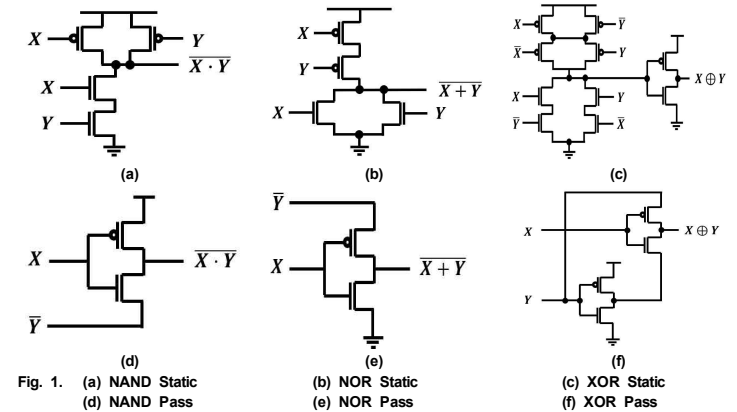 X
Y
X̅ ̅·̅ ̅Y̅
X
Y
(a)
X
Y
X̅ ̅+̅ ̅Y̅
X
Y
(b)
X
Y̅
X̅
Y
X ⊕ Y
X
Y
Y̅
X̅
(c)
X
X̅ ̅·̅ ̅Y̅
Y̅
(d)
Y̅
X
X̅ ̅+̅ ̅Y̅
(e)
X
X ⊕ Y
Y
(f)
Fig. 1. (a) NAND Static (b) NOR Static (c) XOR Static
(d) NAND Pass (e) NOR Pass (f) XOR Pass